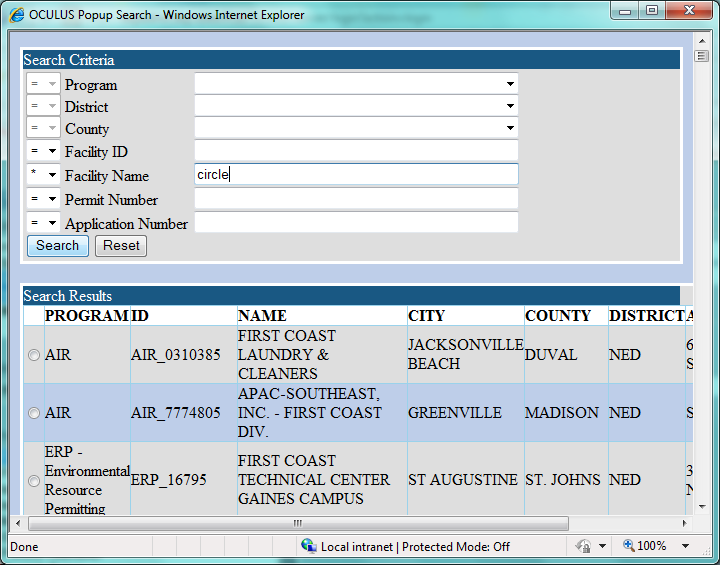 OCULUS Popup Search - Windows Internet Explorer
Search Criteria
= Program
= District
= County
= Facility ID
* Facility Name circle
= Permit Number
= Application Number
Search Reset
Search Results
PROGRAM ID NAME CITY COUNTY DISTRICT A
AIR AIR_0310385 FIRST COAST LAUNDRY & CLEANERS JACKSONVILLE BEACH DUVAL NED 6 S
AIR AIR_7774805 APAC-SOUTHEAST, INC. - FIRST COAST DIV. GREENVILLE MADISON NED S
ERP - Environmental Resource Permitting ERP_16795 FIRST COAST TECHNICAL CENTER GAINES CAMPUS ST AUGUSTINE ST. JOHNS NED 3 N
Done Local intranet | Protected Mode: Off 100%